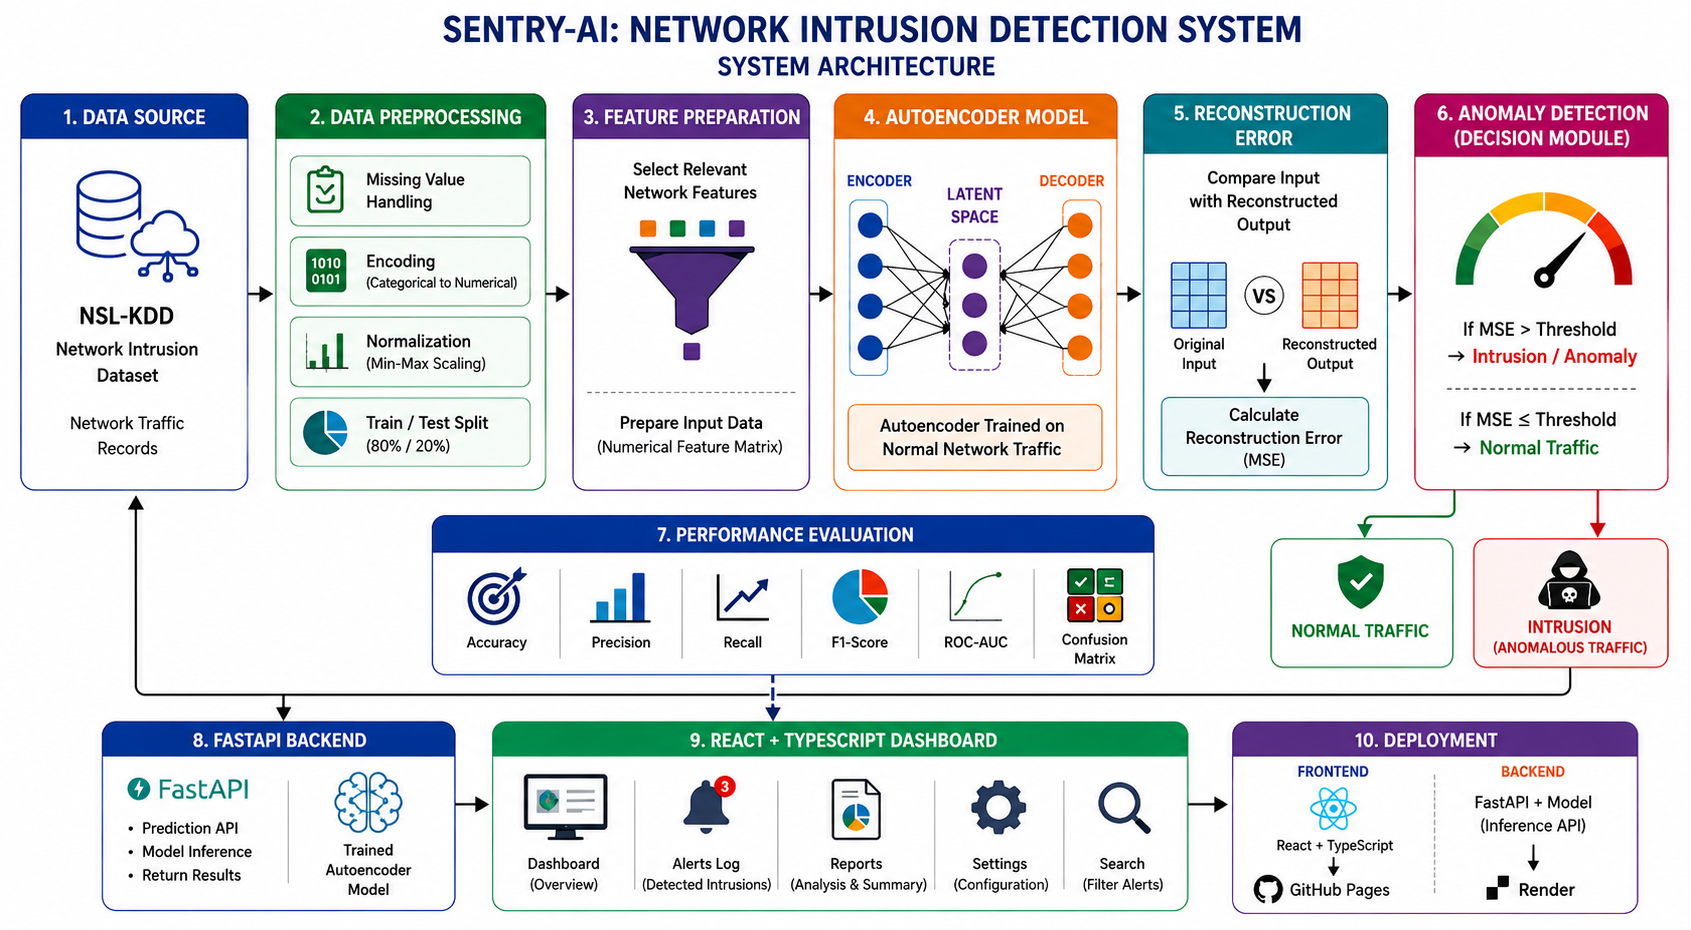 SENTRY-AI: NETWORK INTRUSION DETECTION SYSTEM
SYSTEM ARCHITECTURE
1. DATA SOURCE
NSL-KDD
Network Intrusion
Dataset
Network Traffic
Records
2. DATA PREPROCESSING
Missing Value
Handling
1010
0101
Encoding
(Categorical to Numerical)
Normalization
(Min-Max Scaling)
Train / Test Split
(80% / 20%)
3. FEATURE PREPARATION
Select Relevant
Network Features
Prepare Input Data
(Numerical Feature Matrix)
4. AUTOENCODER MODEL
ENCODER
LATENT
SPACE
DECODER
Autoencoder Trained on
Normal Network Traffic
5. RECONSTRUCTION
ERROR
Compare Input
with Reconstructed
Output
VS
Original
Input
Reconstructed
Output
Calculate
Reconstruction Error
(MSE)
6. ANOMALY DETECTION
(DECISION MODULE)
If MSE > Threshold
→ Intrusion / Anomaly
If MSE ≤ Threshold
→ Normal Traffic
NORMAL TRAFFIC
INTRUSION
(ANOMALOUS TRAFFIC)
7. PERFORMANCE EVALUATION
Accuracy
Precision
Recall
F1-Score
ROC-AUC
Confusion
Matrix
8. FASTAPI BACKEND
FastAPI
• Prediction API
• Model Inference
• Return Results
Trained
Autoencoder
Model
9. REACT + TYPESCRIPT DASHBOARD
Dashboard
(Overview)
3
Alerts Log
(Detected Intrusions)
Reports
(Analysis & Summary)
Settings
(Configuration)
Search
(Filter Alerts)
10. DEPLOYMENT
FRONTEND
React + TypeScript
GitHub Pages
BACKEND
FastAPI + Model
(Inference API)
Render